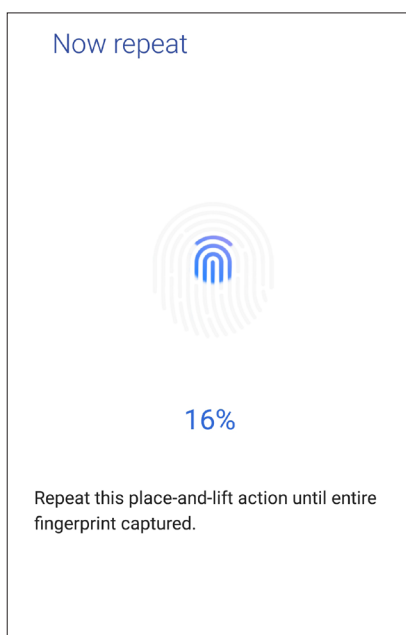 Now repeat
16%
Repeat this place-and-lift action until entire
fingerprint captured.